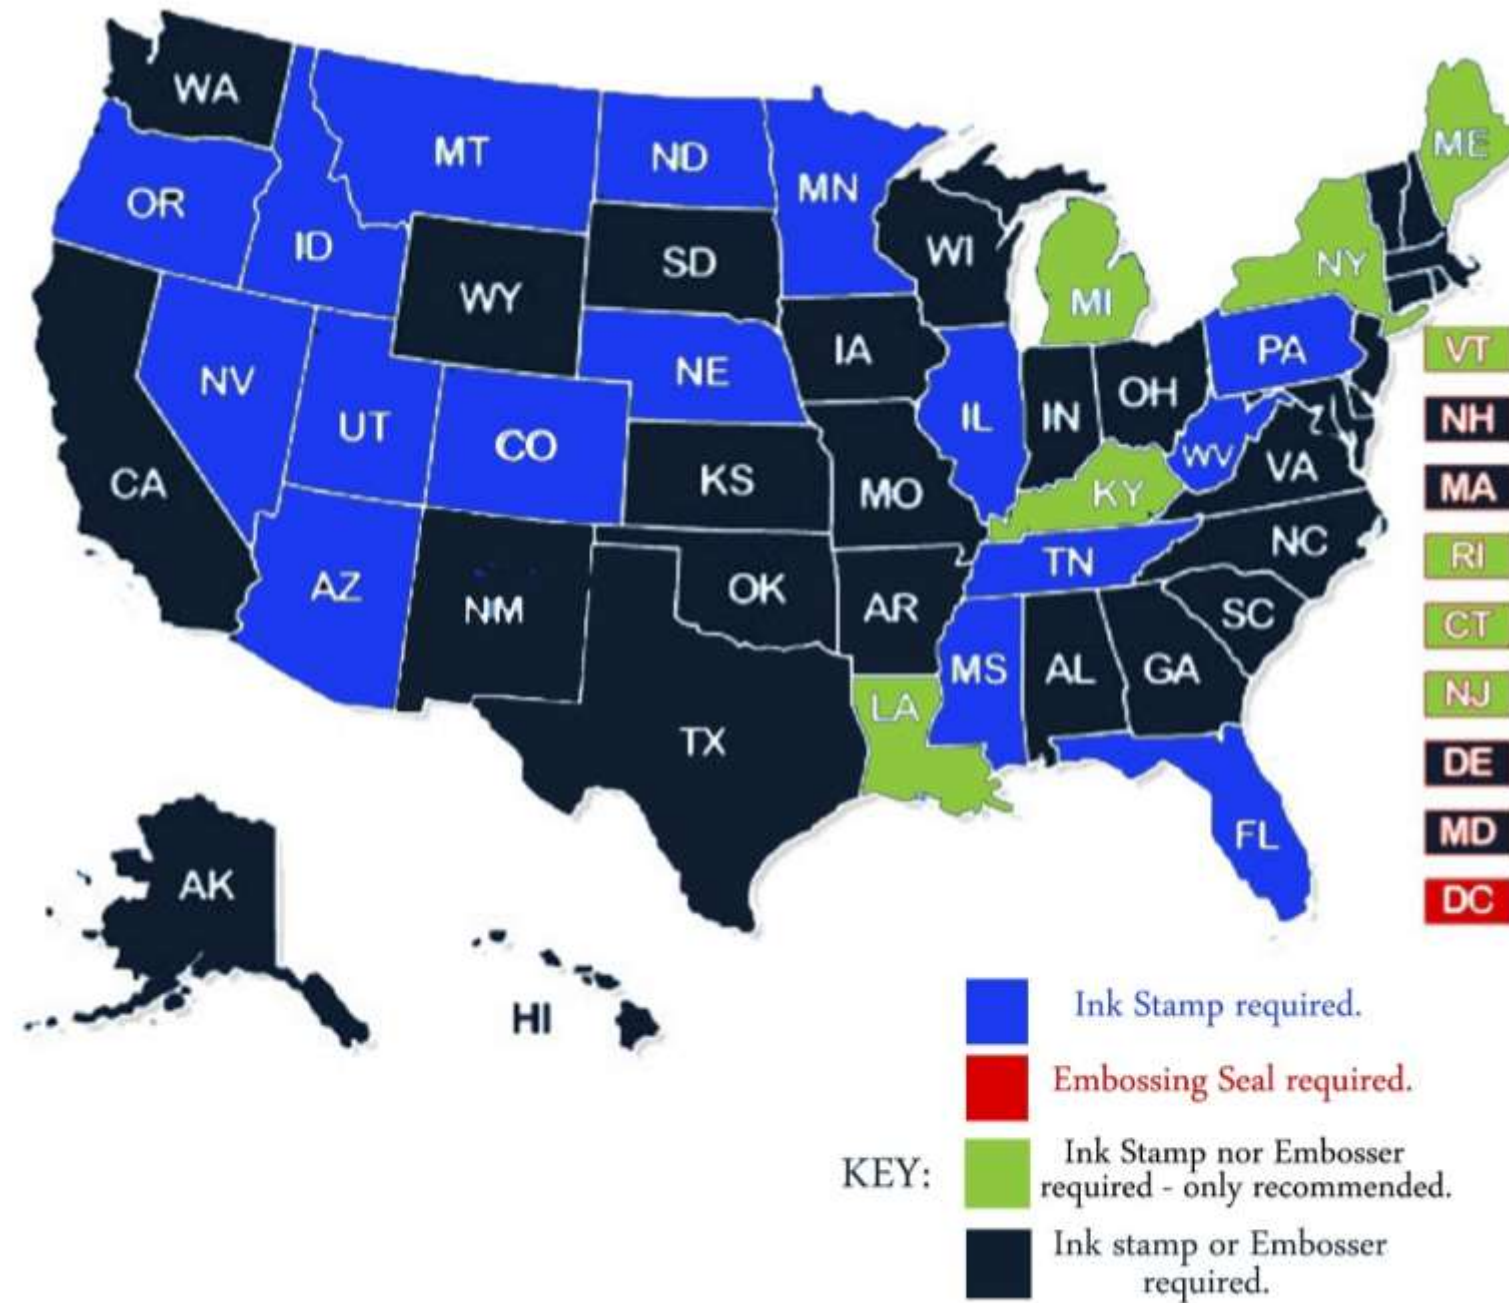 WA
MT
ND
MN
ME
OR
ID
SD
WI
NY
WY
MI
IA
PA
VT
NV
NE
OH
UT
CO
IL
IN
NH
WV
VA
CA
KS
MO
KY
MA
NC
RI
AZ
OK
TN
NM
AR
SC
CT
MS
AL
GA
LA
NJ
TX
DE
FL
MD
AK
DC
HI
Ink Stamp required.
Embossing Seal required.
KEY:
Ink Stamp nor Embosser
required - only recommended.
Ink stamp or Embosser
required.